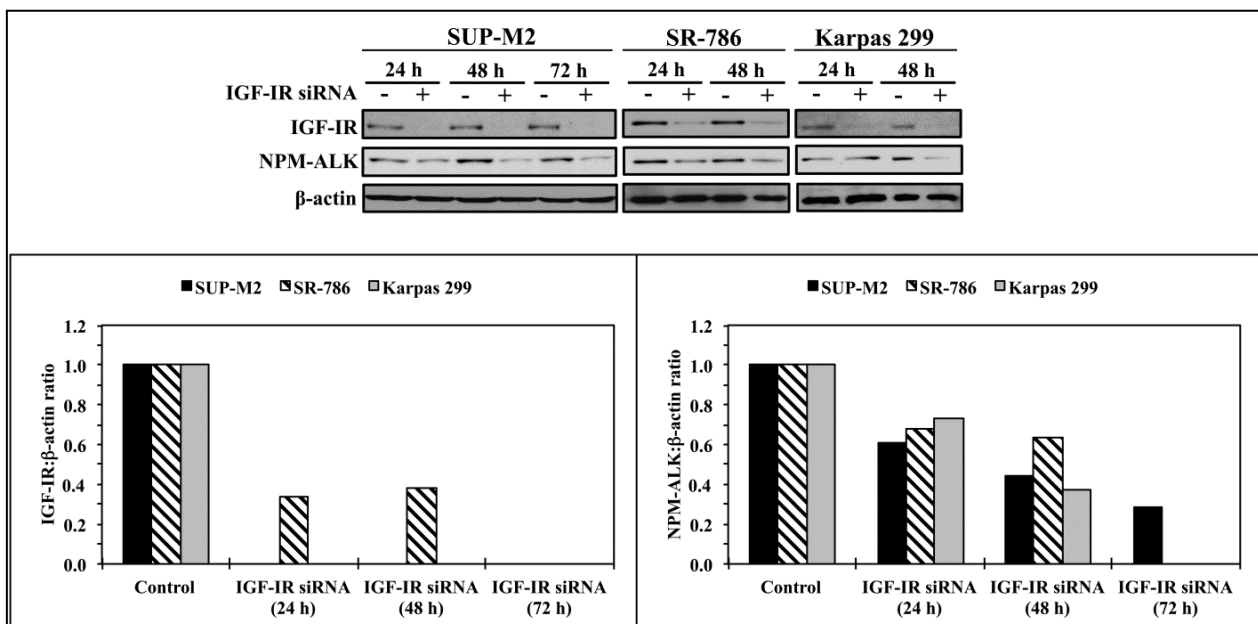 SUP-M2 SR-786 Karpas 299
24 h 48 h 72 h 24 h 48 h 24 h 48 h
IGF-IR siRNA - + - + - + - + - + - + - +
IGF-IR
NPM-ALK
β-actin
SUP-M2 SR-786 Karpas 299
IGF-IR:β-actin ratio
1.2
1.0
0.8
0.6
0.4
0.2
0.0
Control IGF-IR siRNA IGF-IR siRNA IGF-IR siRNA
(24 h) (48 h) (72 h)
SUP-M2 SR-786 Karpas 299
NPM-ALK:β-actin ratio
1.2
1.0
0.8
0.6
0.4
0.2
0.0
Control IGF-IR siRNA IGF-IR siRNA IGF-IR siRNA
(24 h) (48 h) (72 h)